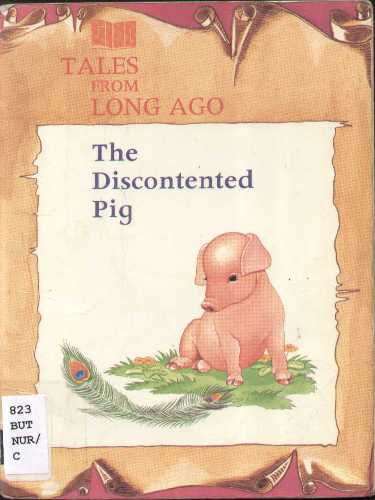 TALES
FROM
LONG AGO
The
Discontented
Pig
823
BUT
NUR/
C